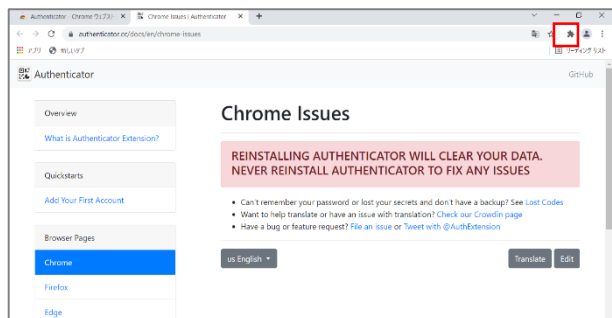 Authenticator - Chrome ウェブスト
Chrome Issues | Authenticator
authenticator.cc/docs/en/chrome-issues
アプリ
新しいタブ
リーディング リスト
Authenticator
GitHub
Overview
What is Authenticator Extension?
Quickstarts
Add Your First Account
Browser Pages
Chrome
Firefox
Edge
Chrome Issues
REINSTALLING AUTHENTICATOR WILL CLEAR YOUR DATA.
NEVER REINSTALL AUTHENTICATOR TO FIX ANY ISSUES
Can't remember your password or lost your secrets and don't have a backup? See Lost Codes
Want to help translate or have an issue with translation? Check our Crowdin page
Have a bug or feature request? File an issue or Tweet with @AuthExtension
us English
Translate
Edit